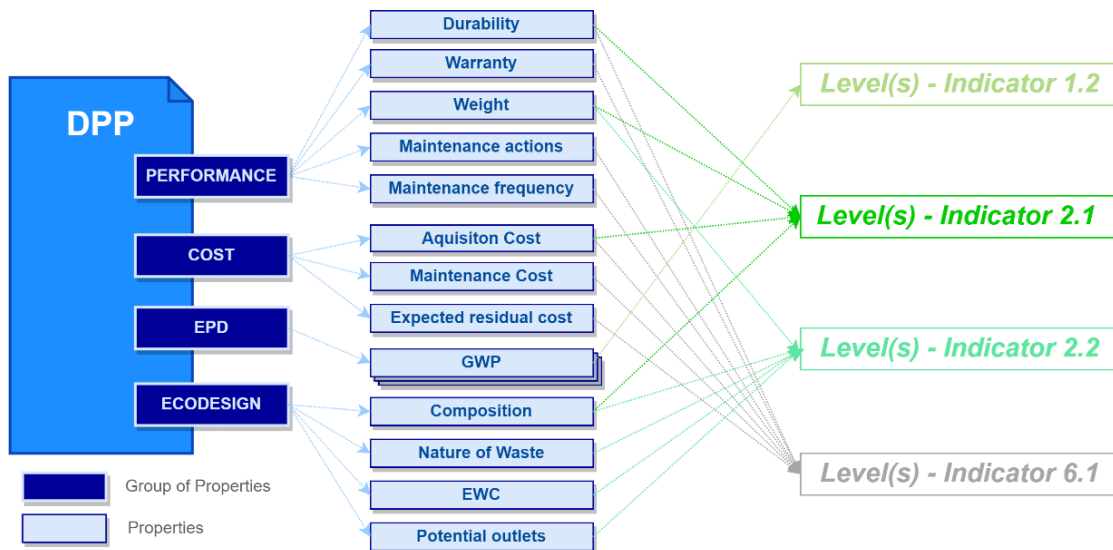 DPP
PERFORMANCE
COST
EPD
ECODESIGN
Group of Properties
Properties
Durability
Warranty
Weight
Maintenance actions
Maintenance frequency
Aquisiton Cost
Maintenance Cost
Expected residual cost
GWP
Composition
Nature of Waste
EWC
Potential outlets
Level(s) - Indicator 1.2
Level(s) - Indicator 2.1
Level(s) - Indicator 2.2
Level(s) - Indicator 6.1